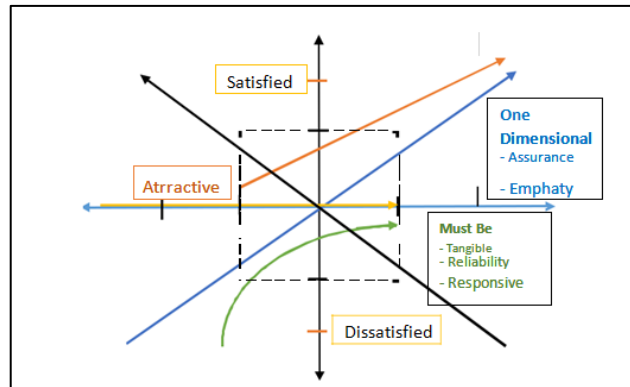 Satisfied
One
Dimensional
- Assurance
- Emphaty
Atrractive
Must Be
- Tangible
- Reliability
- Responsive
Dissatisfied